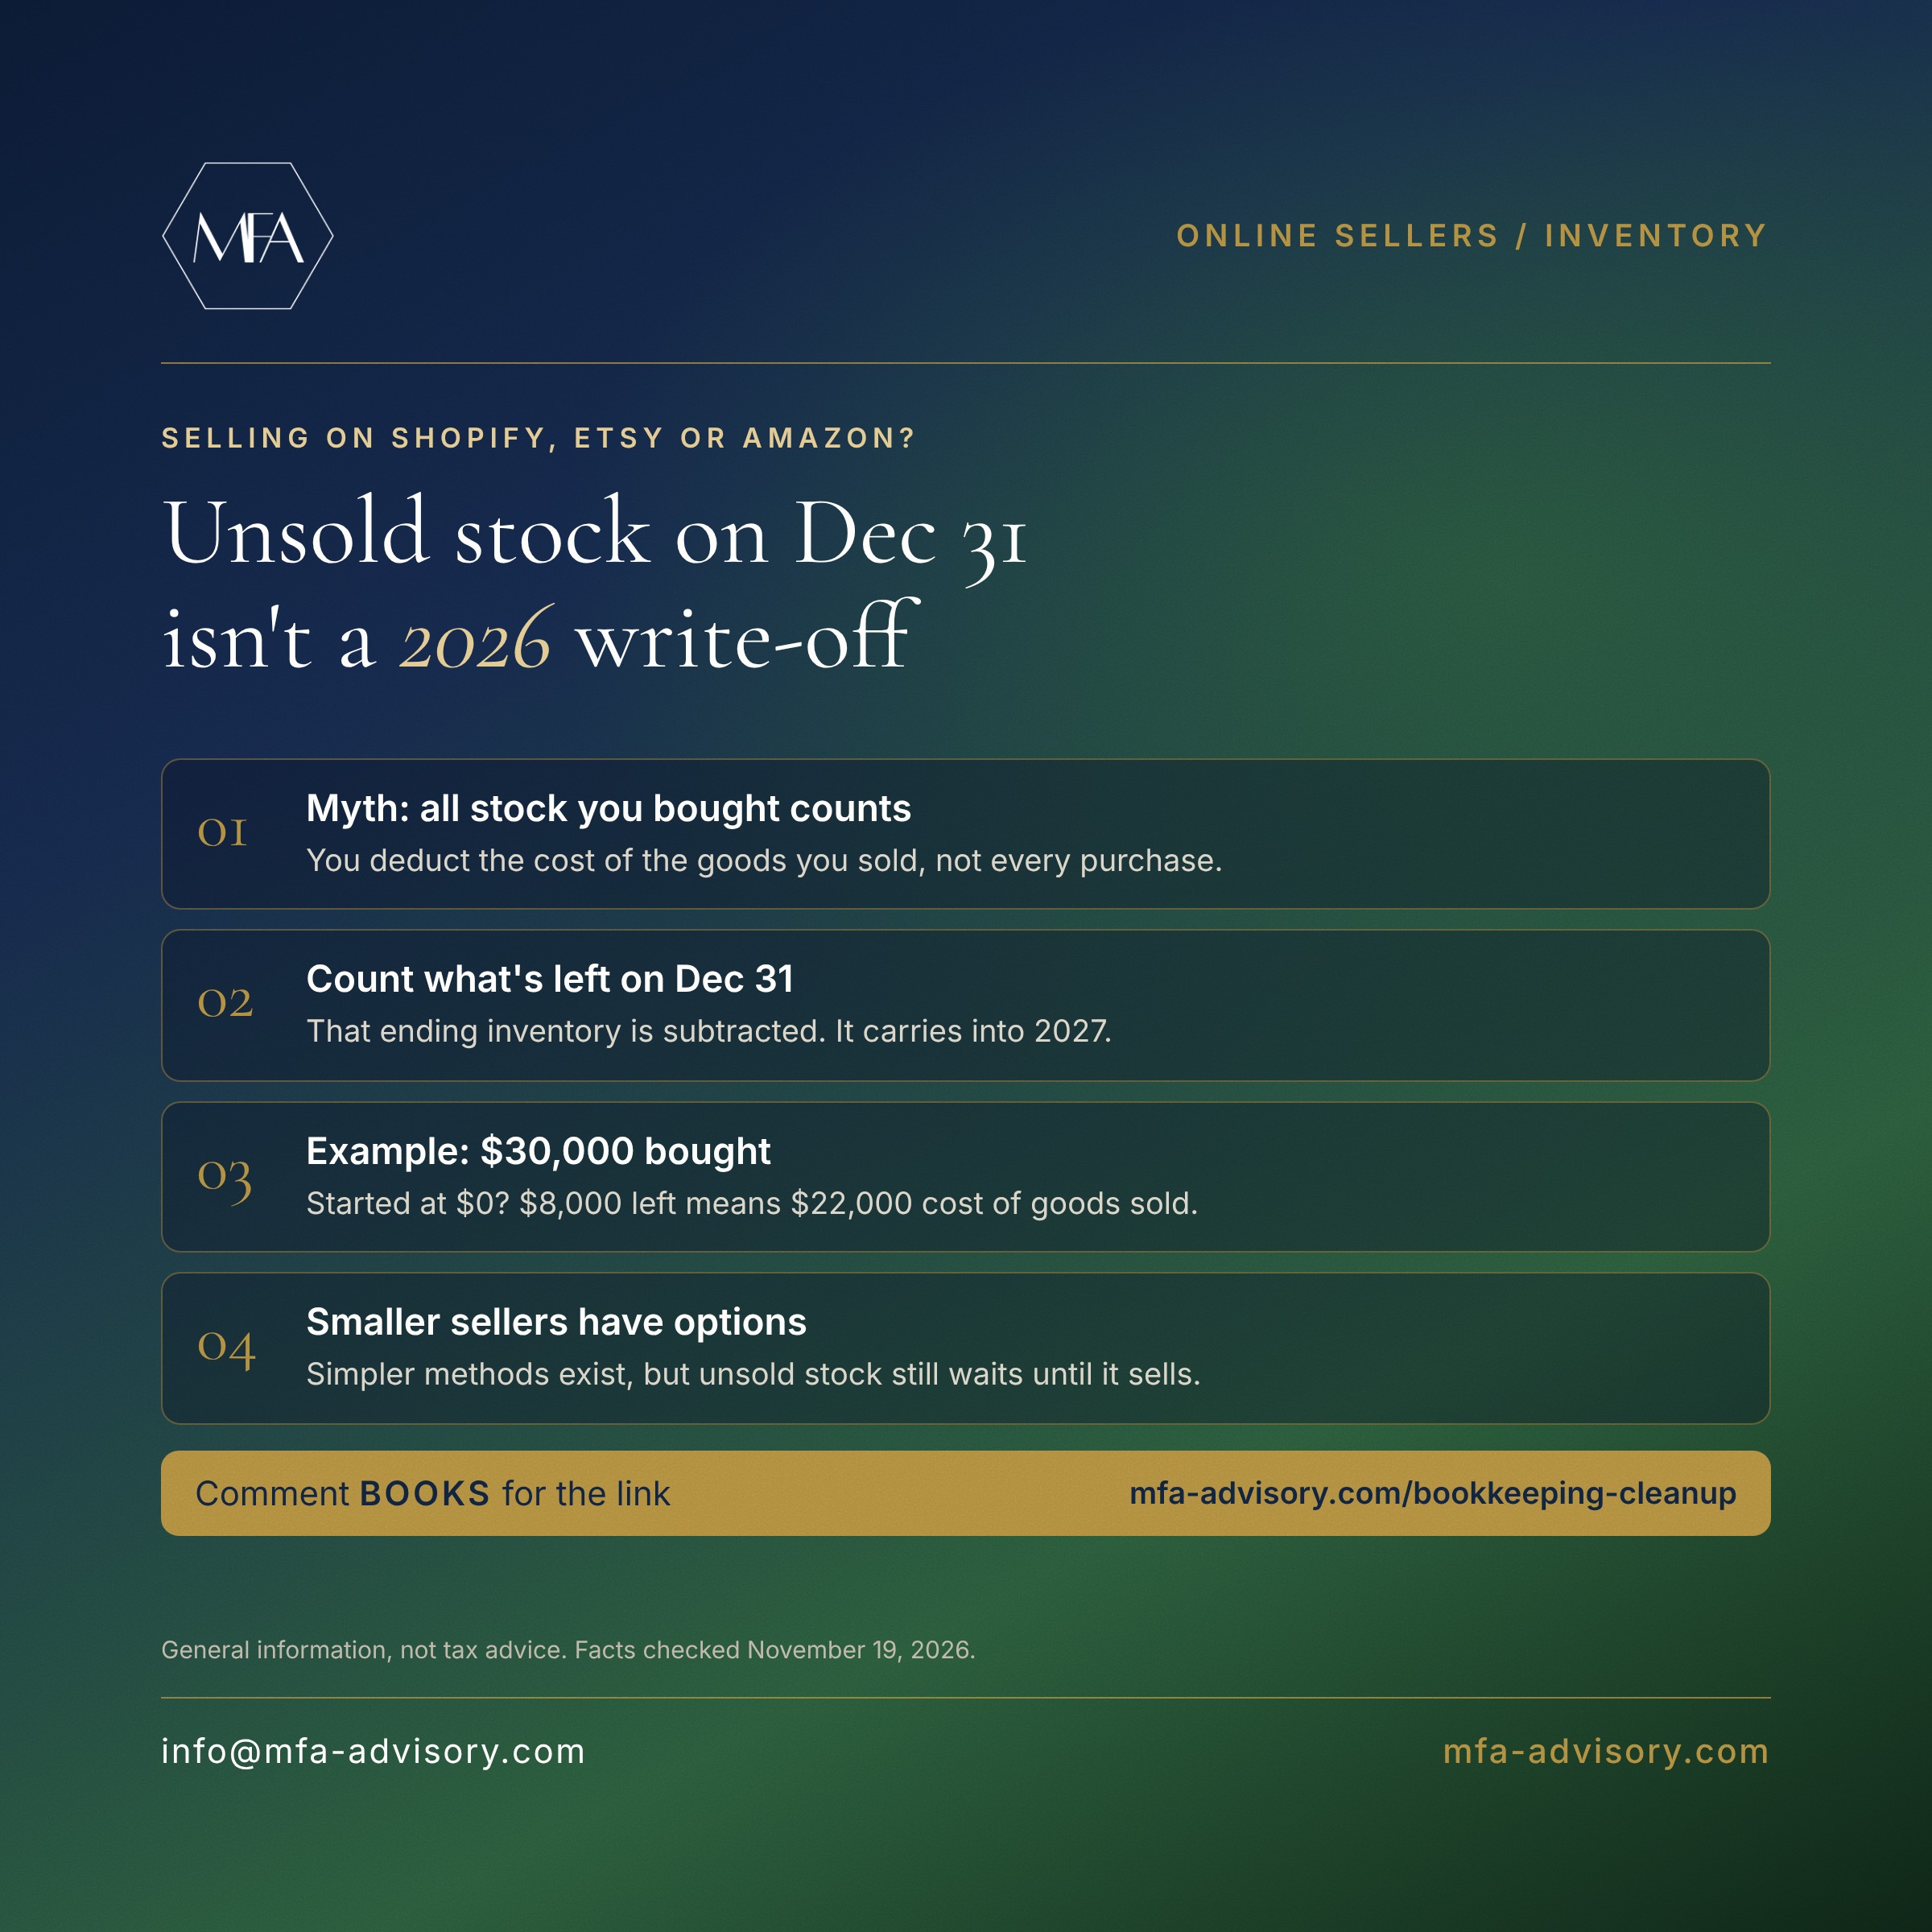 MFA
ONLINE SELLERS / INVENTORY
SELLING ON SHOPIFY, ETSY OR AMAZON?
Unsold stock on Dec 31
isn't a 2026 write-off
01
Myth: all stock you bought counts
You deduct the cost of the goods you sold, not every purchase.
02
Count what's left on Dec 31
That ending inventory is subtracted. It carries into 2027.
03
Example: $30,000 bought
Started at $0? $8,000 left means $22,000 cost of goods sold.
04
Smaller sellers have options
Simpler methods exist, but unsold stock still waits until it sells.
Comment BOOKS for the link
mfa-advisory.com/bookkeeping-cleanup
General information, not tax advice. Facts checked November 19, 2026.
info@mfa-advisory.com
mfa-advisory.com